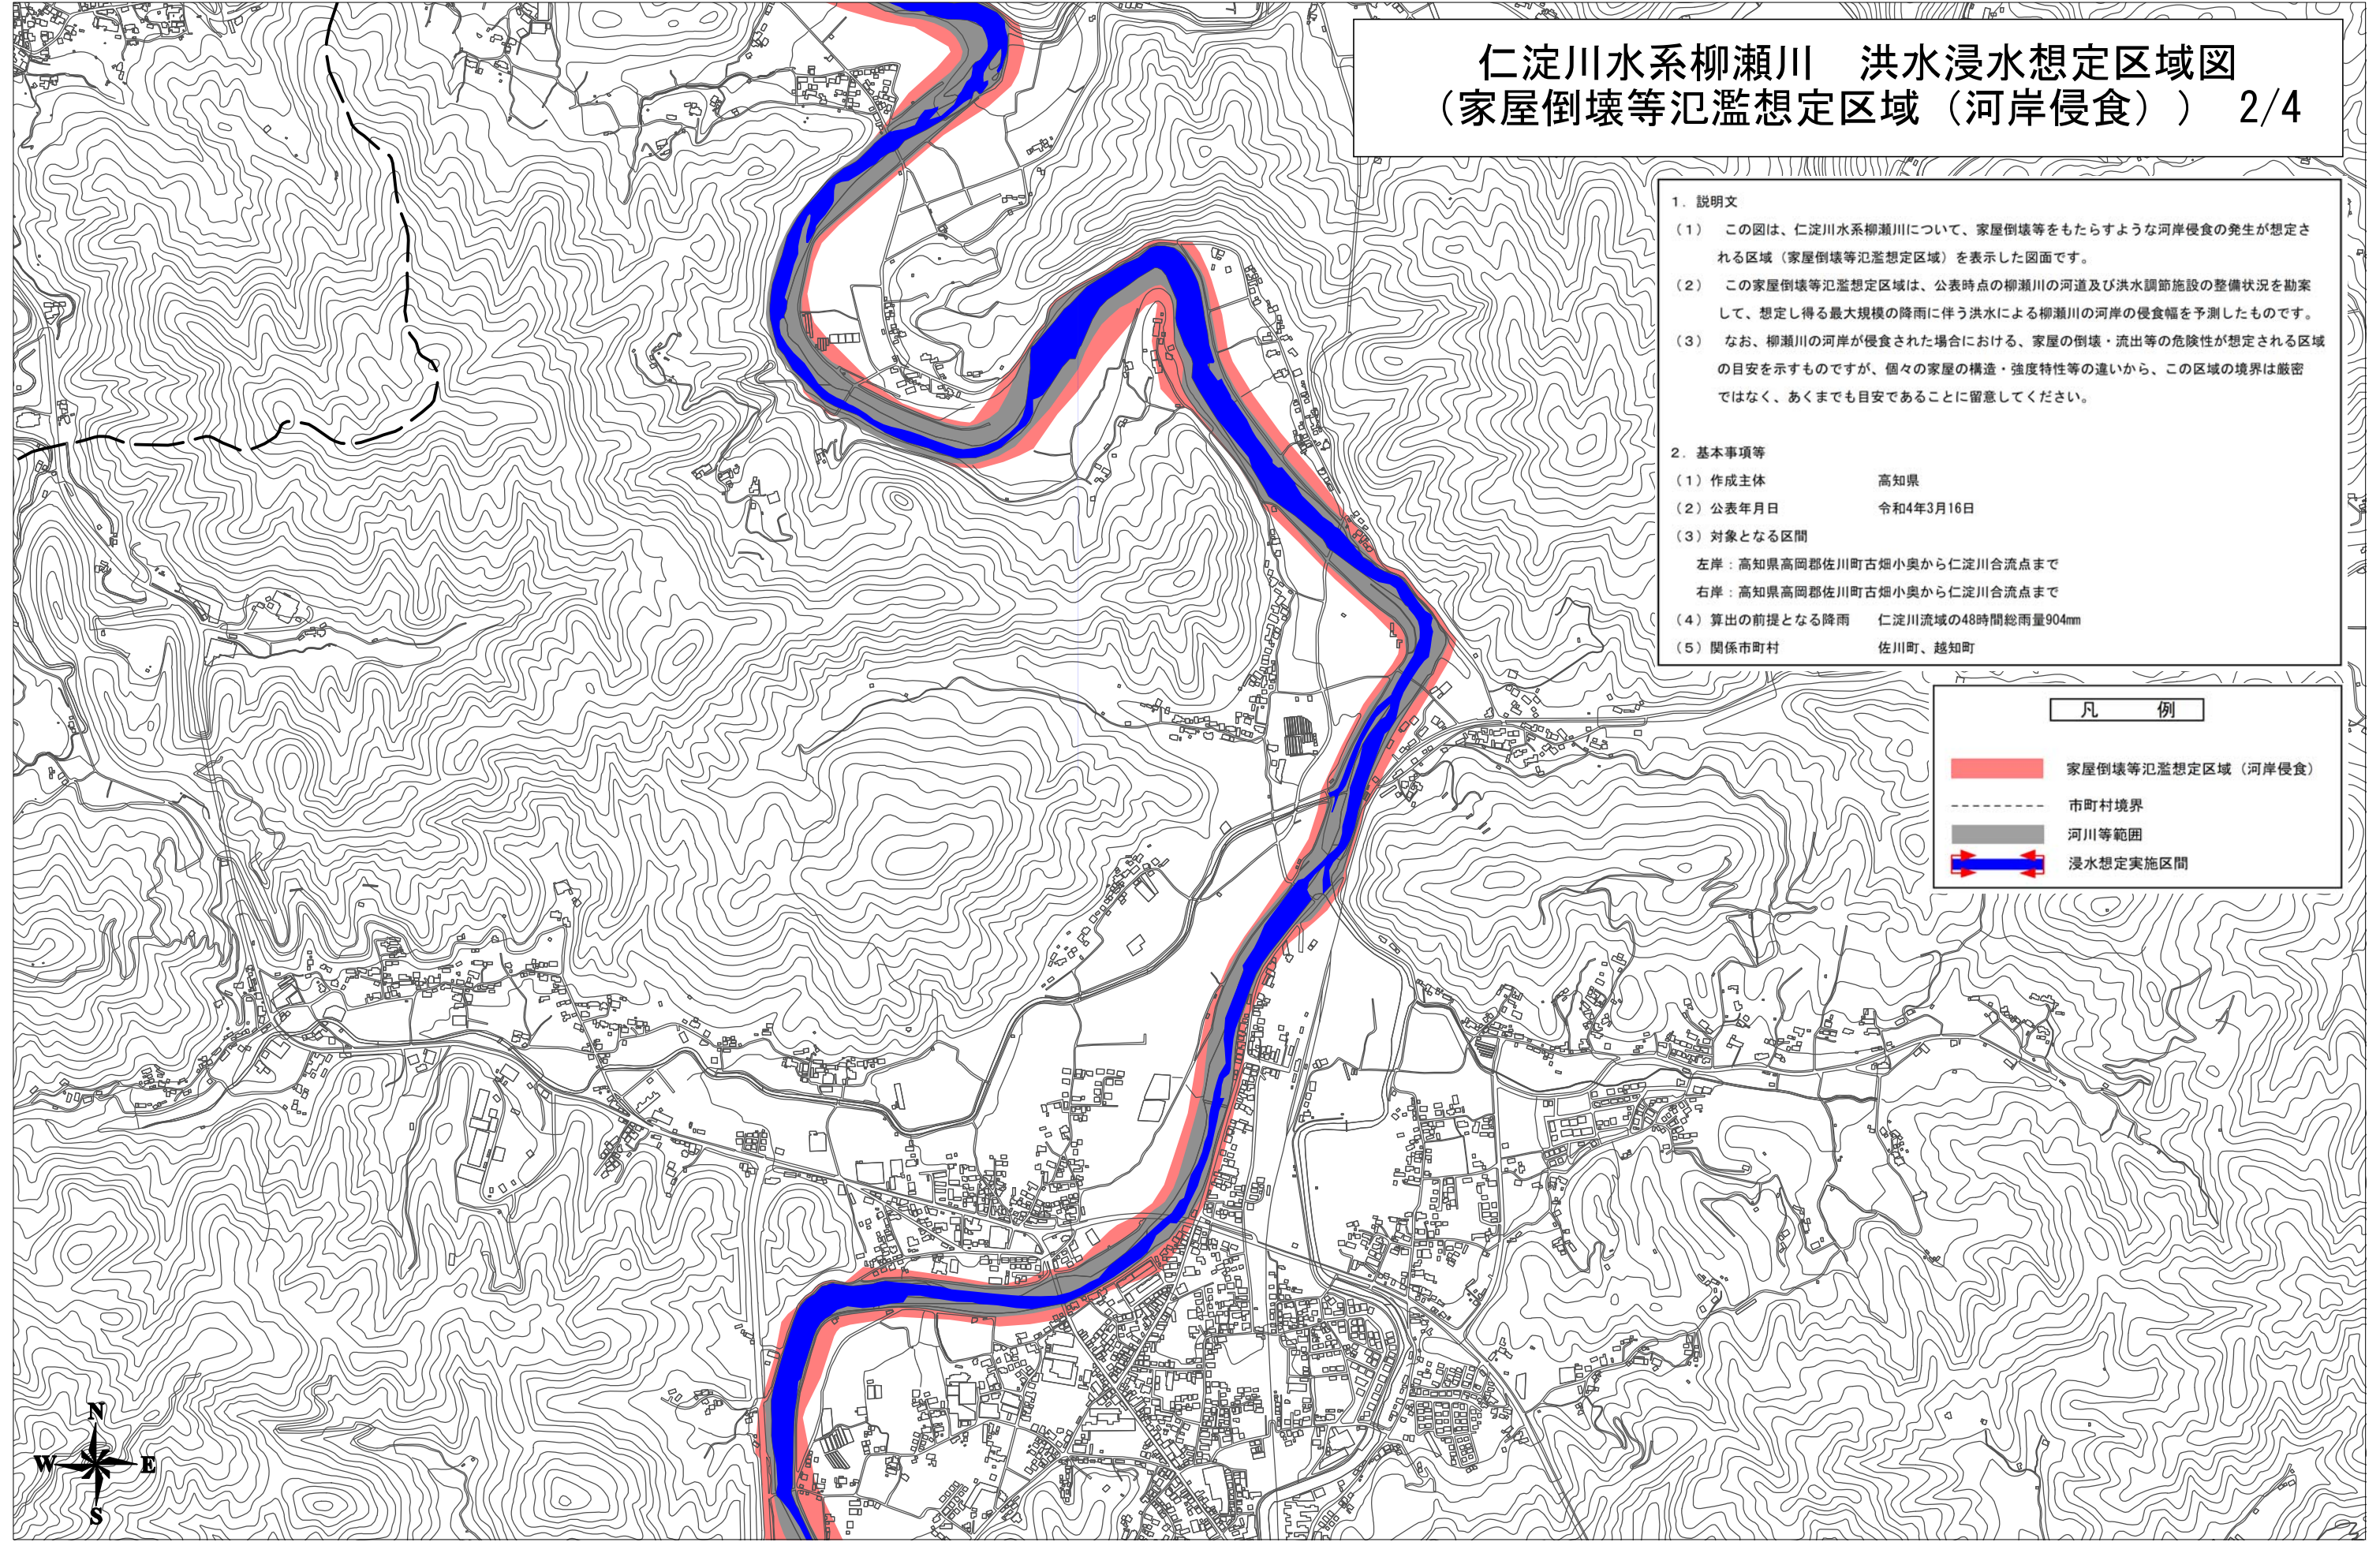 仁淀川水系柳瀬川　洪水浸水想定区域図
（家屋倒壊等氾濫想定区域（河岸侵食））　2/4
1．説明文
（1）　この図は、仁淀川水系柳瀬川について、家屋倒壊等をもたらすような河岸侵食の発生が想定さ
れる区域（家屋倒壊等氾濫想定区域）を表示した図面です。
（2）　この家屋倒壊等氾濫想定区域は、公表時点の柳瀬川の河道及び洪水調節施設の整備状況を勘案
して、想定し得る最大規模の降雨に伴う洪水による柳瀬川の河岸の侵食幅を予測したものです。
（3）　なお、柳瀬川の河岸が侵食された場合における、家屋の倒壊・流出等の危険性が想定される区域
の目安を示すものですが、個々の家屋の構造・強度特性等の違いから、この区域の境界は厳密
ではなく、あくまでも目安であることに留意してください。
2．基本事項等
（1）作成主体　高知県
（2）公表年月日　令和4年3月16日
（3）対象となる区間
左岸：高知県高岡郡佐川町古畑小奥から仁淀川合流点まで
右岸：高知県高岡郡佐川町古畑小奥から仁淀川合流点まで
（4）算出の前提となる降雨　仁淀川流域の48時間総雨量904mm
（5）関係市町村　佐川町、越知町
凡　例
家屋倒壊等氾濫想定区域（河岸侵食）
市町村境界
河川等範囲
浸水想定実施区間
N
W E
S